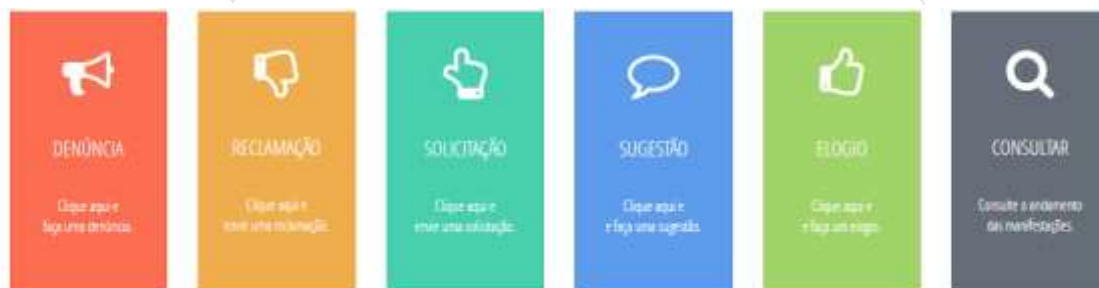 DENÚNCIA
Clique aqui e
faça uma denúncia.
RECLAMAÇÃO
Clique aqui e
envie uma reclamação.
SOLICITAÇÃO
Clique aqui e
envie uma solicitação.
SUGESTÃO
Clique aqui e
e faça uma sugestão.
ELOGIO
Clique aqui e
e faça um elogio.
CONSULTAR
Consulte o andamento
das manifestações.